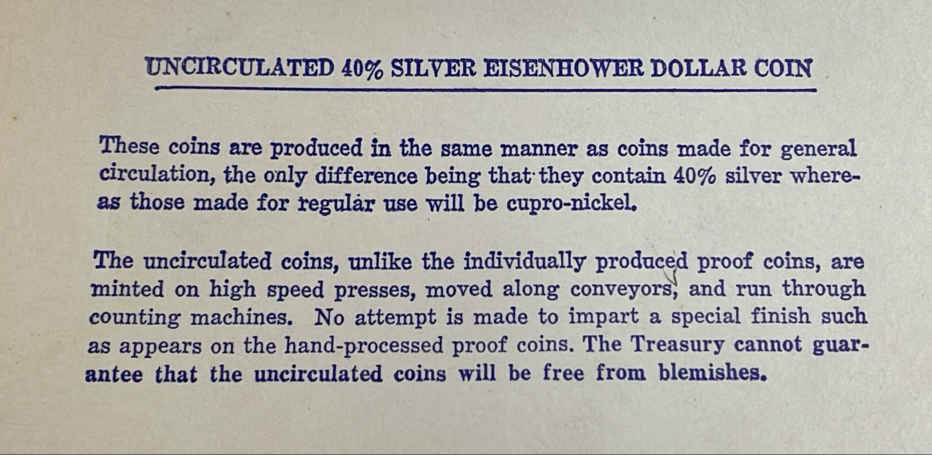 UNCIRCULATED 40% SILVER EISENHOWER DOLLAR COIN
These coins are produced in the same manner as coins made for general
circulation, the only difference being that they contain 40% silver where-
as those made for regular use will be cupro-nickel.
The uncirculated coins, unlike the individually produced proof coins, are
minted on high speed presses, moved along conveyors, and run through
counting machines. No attempt is made to impart a special finish such
as appears on the hand-processed proof coins. The Treasury cannot guar-
antee that the uncirculated coins will be free from blemishes.